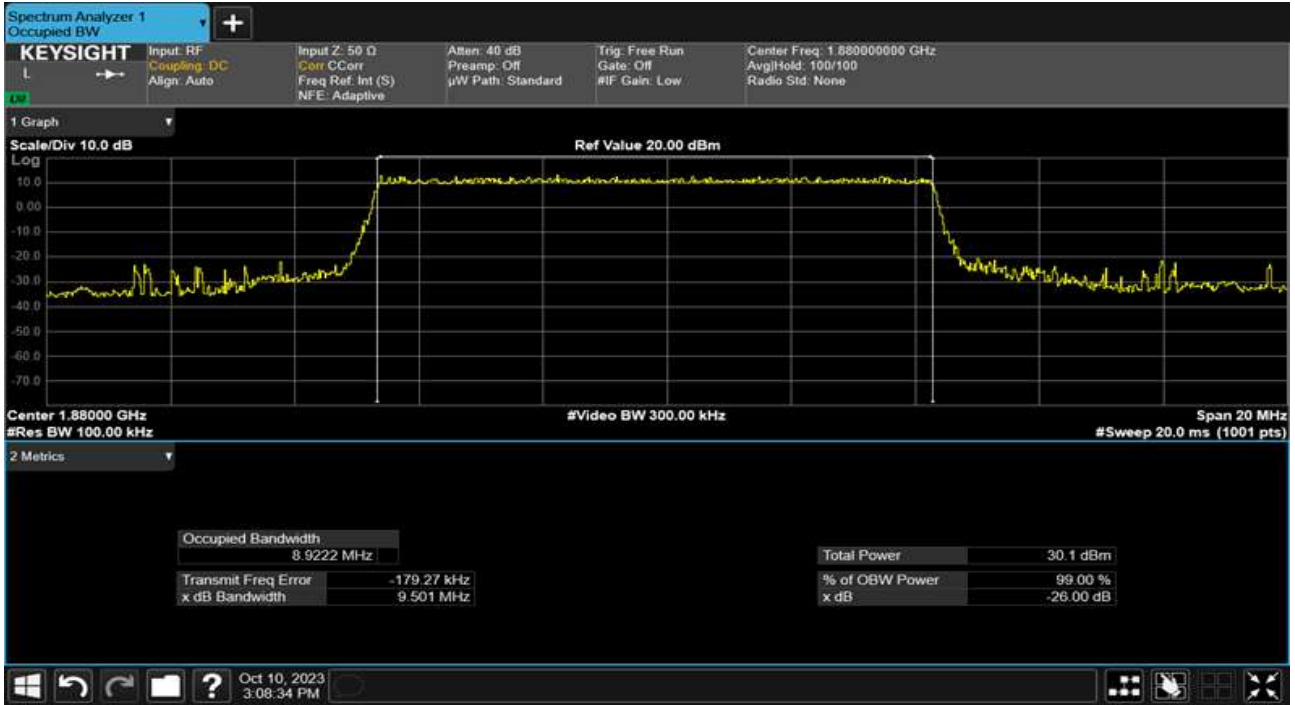 Spectrum Analyzer 1
Occupied BW
+
KEYSIGHT
L
Input: RF
Coupling: DC
Align: Auto
Input Z: 50 Ω
Corr CCorr
Freq Ref: Int (S)
NFE: Adaptive
Atten: 40 dB
Preamp: Off
µW Path: Standard
Trig: Free Run
Gate: Off
#IF Gain: Low
Center Freq: 1.880000000 GHz
Avg|Hold: 100/100
Radio Std: None
1 Graph
Scale/Div 10.0 dB
Ref Value 20.00 dBm
Log
10.0
0.00
-10.0
-20.0
-30.0
-40.0
-50.0
-60.0
-70.0
Center 1.88000 GHz
#Video BW 300.00 kHz
Span 20 MHz
#Res BW 100.00 kHz
#Sweep 20.0 ms (1001 pts)
2 Metrics
Occupied Bandwidth
8.9222 MHz
Total Power 30.1 dBm
Transmit Freq Error -179.27 kHz
% of OBW Power 99.00 %
x dB Bandwidth 9.501 MHz
x dB -26.00 dB
?
Oct 10, 2023
3:08:34 PM